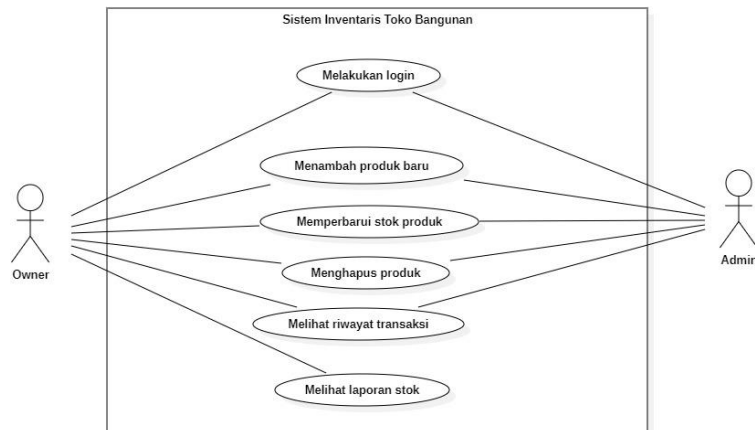 Sistem Inventaris Toko Bangunan
Melakukan login
Menambah produk baru
Memperbarui stok produk
Menghapus produk
Melihat riwayat transaksi
Melihat laporan stok
Owner
Admin